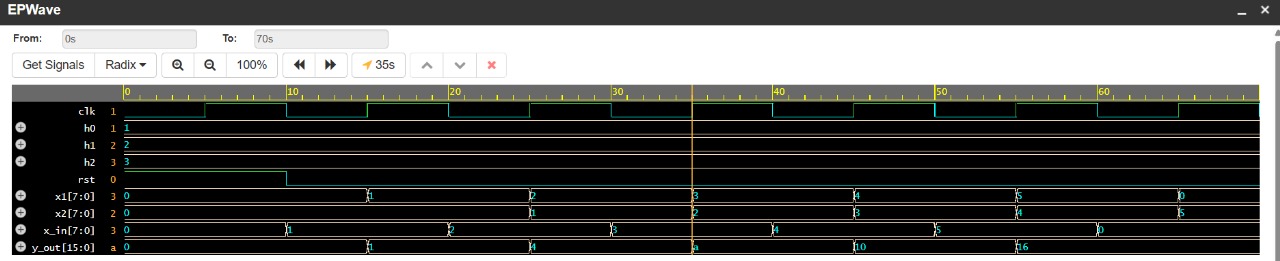 EPWave
From: 0s To: 70s
Get Signals Radix 100% 35s
0 10 20 30 40 50 60
clk 1
h0 1 1
h1 2 2
h2 3 3
rst 0
x1[7:0] 3 0 1 2 3 4 5 0
x2[7:0] 2 0 1 2 3 4 5
x_in[7:0] 3 0 1 2 3 4 5 0
y_out[15:0] a 0 1 4 a 10 16